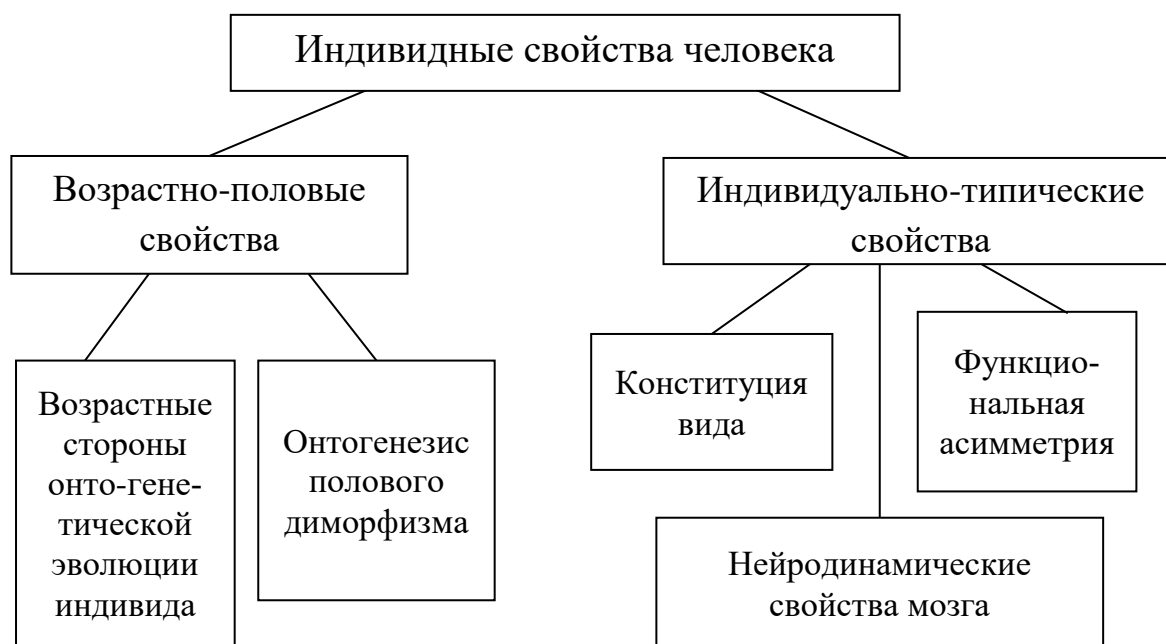 Индивидные свойства человека
Возрастно-половые
свойства
Индивидуально-типические
свойства
Возрастные
стороны
онто-гене-
тической
эволюции
индивида
Онтогенезис
полового
диморфизма
Конституция
вида
Функцио-
нальная
асимметрия
Нейродинамические
свойства мозга